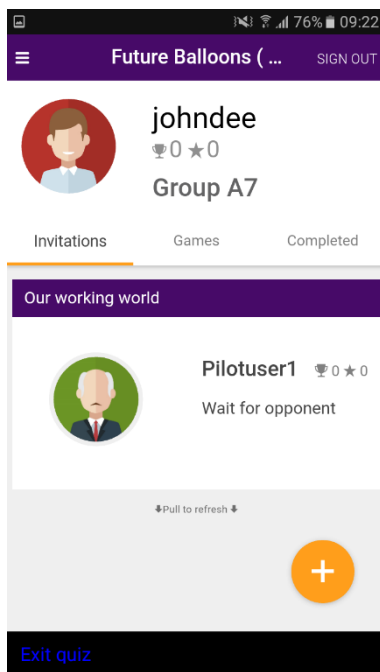 76% 09:22
Future Balloons ( ... SIGN OUT
johndee
0 ★0
Group A7
Invitations Games Completed
Our working world
Pilotuser1 0 ★ 0
Wait for opponent
⬇Pull to refresh⬇
+
Exit quiz